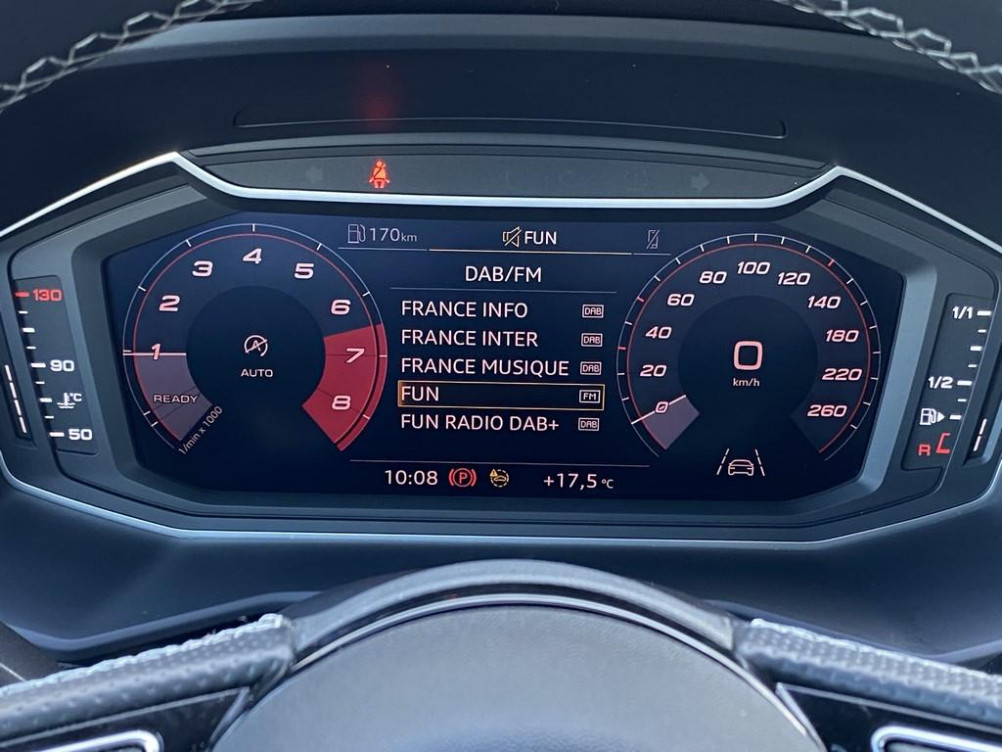 170km
FUN
DAB/FM
FRANCE INFO DAB
FRANCE INTER DAB
FRANCE MUSIQUE DAB
FUN FM
FUN RADIO DAB+ DAB
10:08 P +17,5 °C
1 2 3 4 5 6 7 8
AUTO
READY
1/min x 1000
0 20 40 60 80 100 120 140 180 220 260
0
km/h
130
90
°C
50
1/1
1/2
R